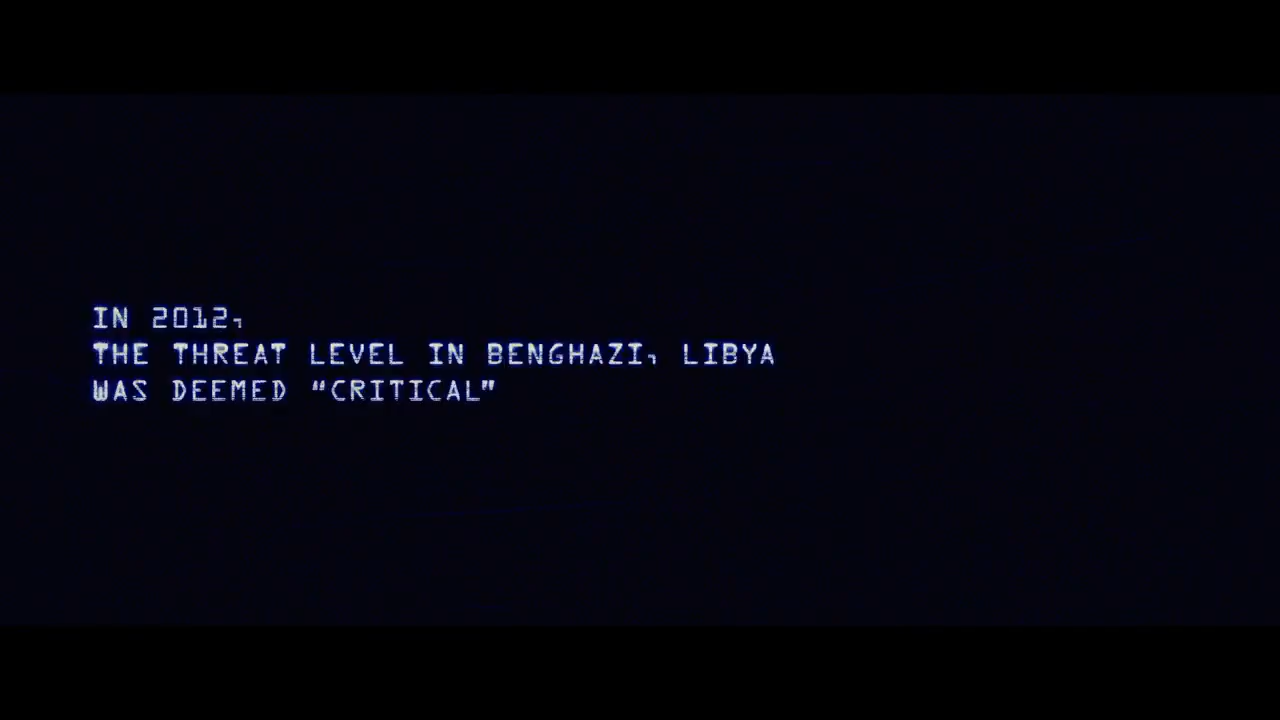 IN 2012,
THE THREAT LEVEL IN BENGHAZI, LIBYA
WAS DEEMED “CRITICAL”